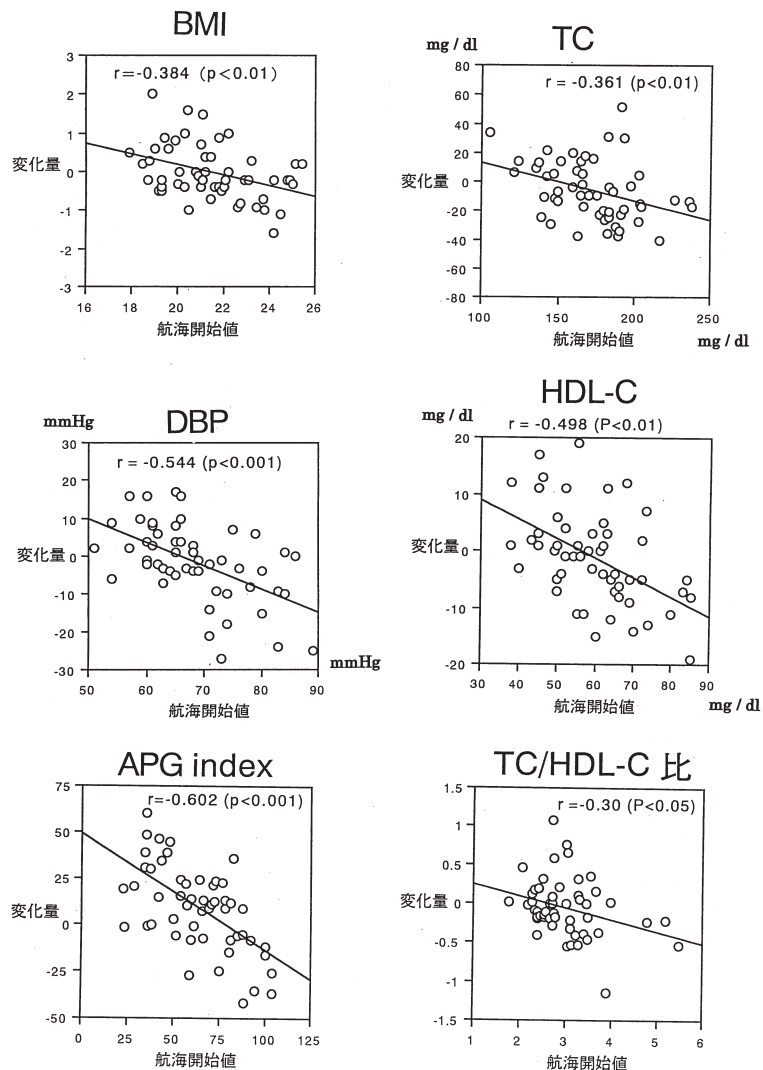 BMI
3
2
1
0
-1
-2
-3
変化量
r=-0.384 (p<0.01)
16 18 20 22 24 26
航海開始値
TC
mg / dl
80
60
40
20
0
-20
-40
-60
-80
変化量
r = -0.361 (p<0.01)
100 150 200 250
航海開始値
mg / dl
DBP
mmHg
30
20
10
0
-10
-20
-30
変化量
r = -0.544 (p<0.001)
50 60 70 80 90
mmHg
航海開始値
HDL-C
mg / dl
r = -0.498 (P<0.01)
20
10
0
-10
-20
変化量
30 40 50 60 70 80 90
航海開始値
mg / dl
APG index
75
50
25
0
-25
-50
変化量
r=-0.602 (p<0.001)
0 25 50 75 100 125
航海開始値
TC/HDL-C 比
1.5
1
0.5
0
-0.5
-1
-1.5
変化量
r =-0.30 (P<0.05)
1 2 3 4 5 6
航海開始値